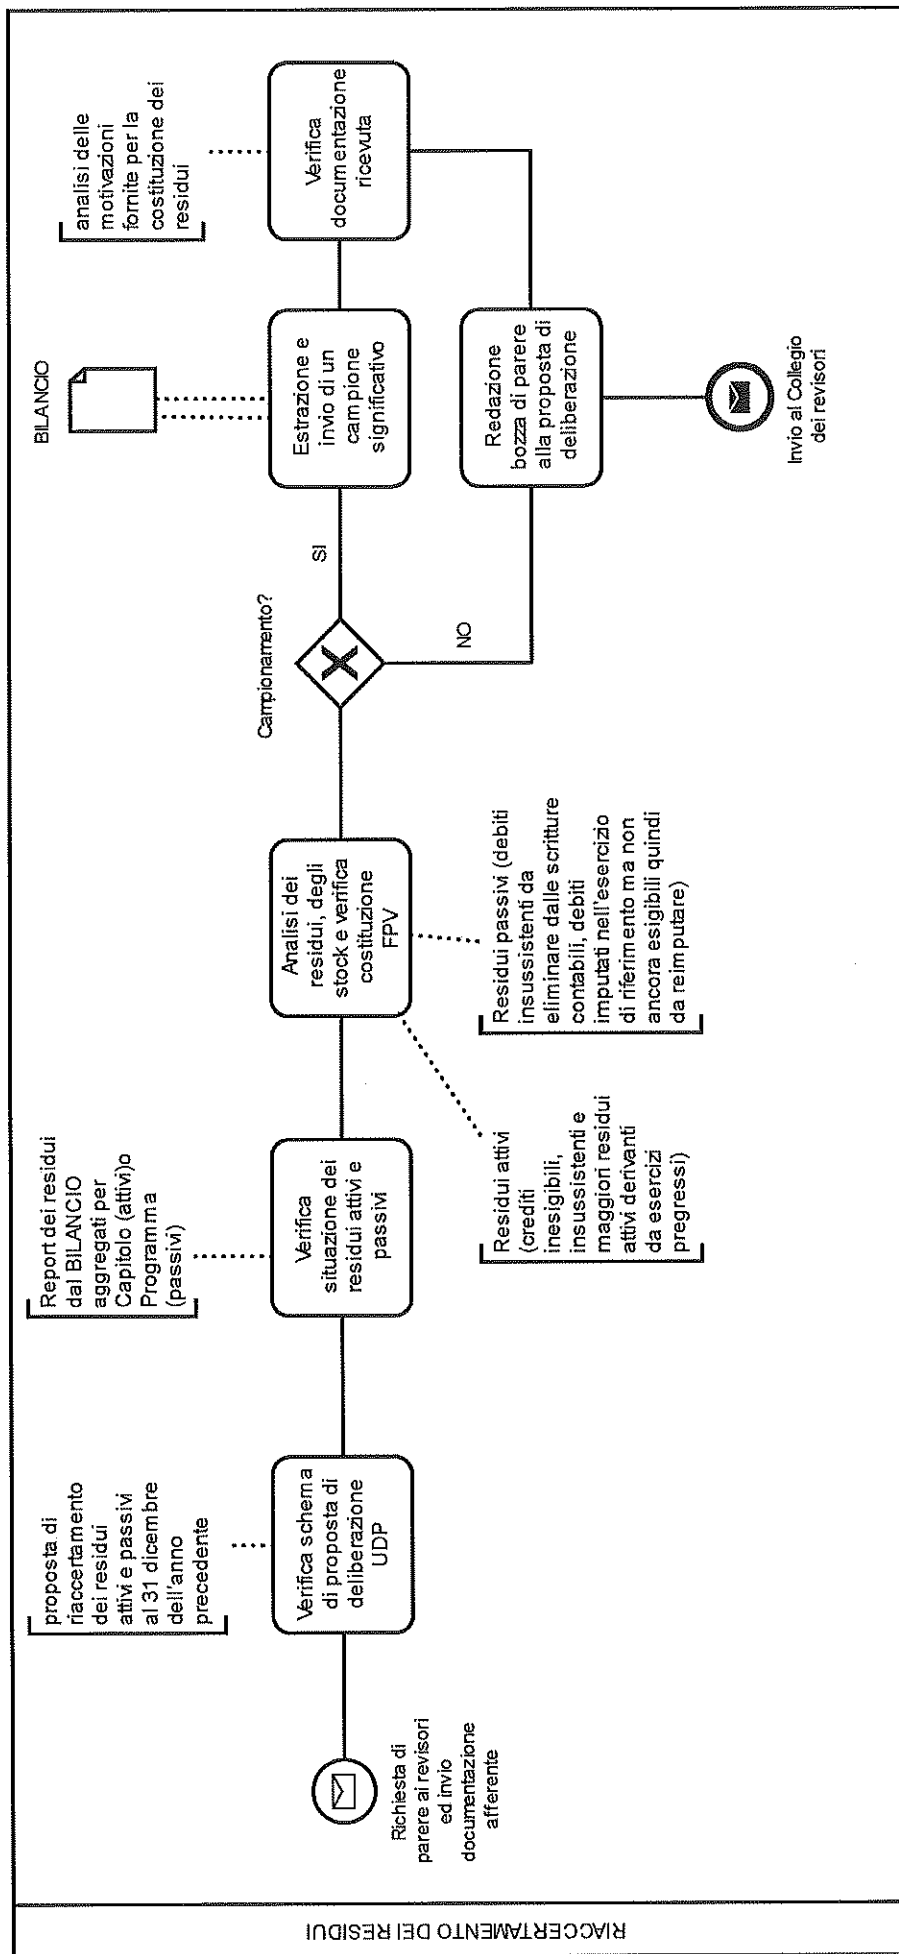 RIACCERTAMENTO DEI RESIDUI
Richiesta di
parere ai revisori
ed invio
documentazione
afferente
proposta di
riaccertamento
dei residui
attivi e passivi
al 31 dicembre
dell'anno
precedente
Verifica schema
di proposta di
deliberazione
UDP
Report dei residui
dal BILANCIO
aggregati per
Capitolo (attivi)o
Programma
(passivi)
Verifica
situazione dei
residui attivi e
passivi
Analisi dei
residui, degli
stock e verifica
costituzione
FPV
Residui attivi
(crediti
inesigibili,
insussistenti e
maggiori residui
attivi derivanti
da esercizi
pregressi)
Residui passivi (debiti
insussistenti da
eliminare dalle scritture
contabili, debiti
imputati nell'esercizio
di riferimento ma non
ancora esigibili quindi
da reimputare)
Campionamento?
SI
NO
BILANCIO
Estrazione e
invio di un
campione
significativo
analisi delle
motivazioni
fornite per la
costituzione dei
residui
Verifica
documentazione
ricevuta
Redazione
bozza di parere
alla proposta di
deliberazione
Invio al Collegio
dei revisori